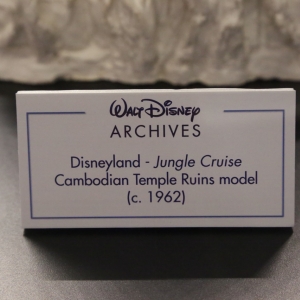 Walt Disney
ARCHIVES
Disneyland - Jungle Cruise
Cambodian Temple Ruins model
(c. 1962)